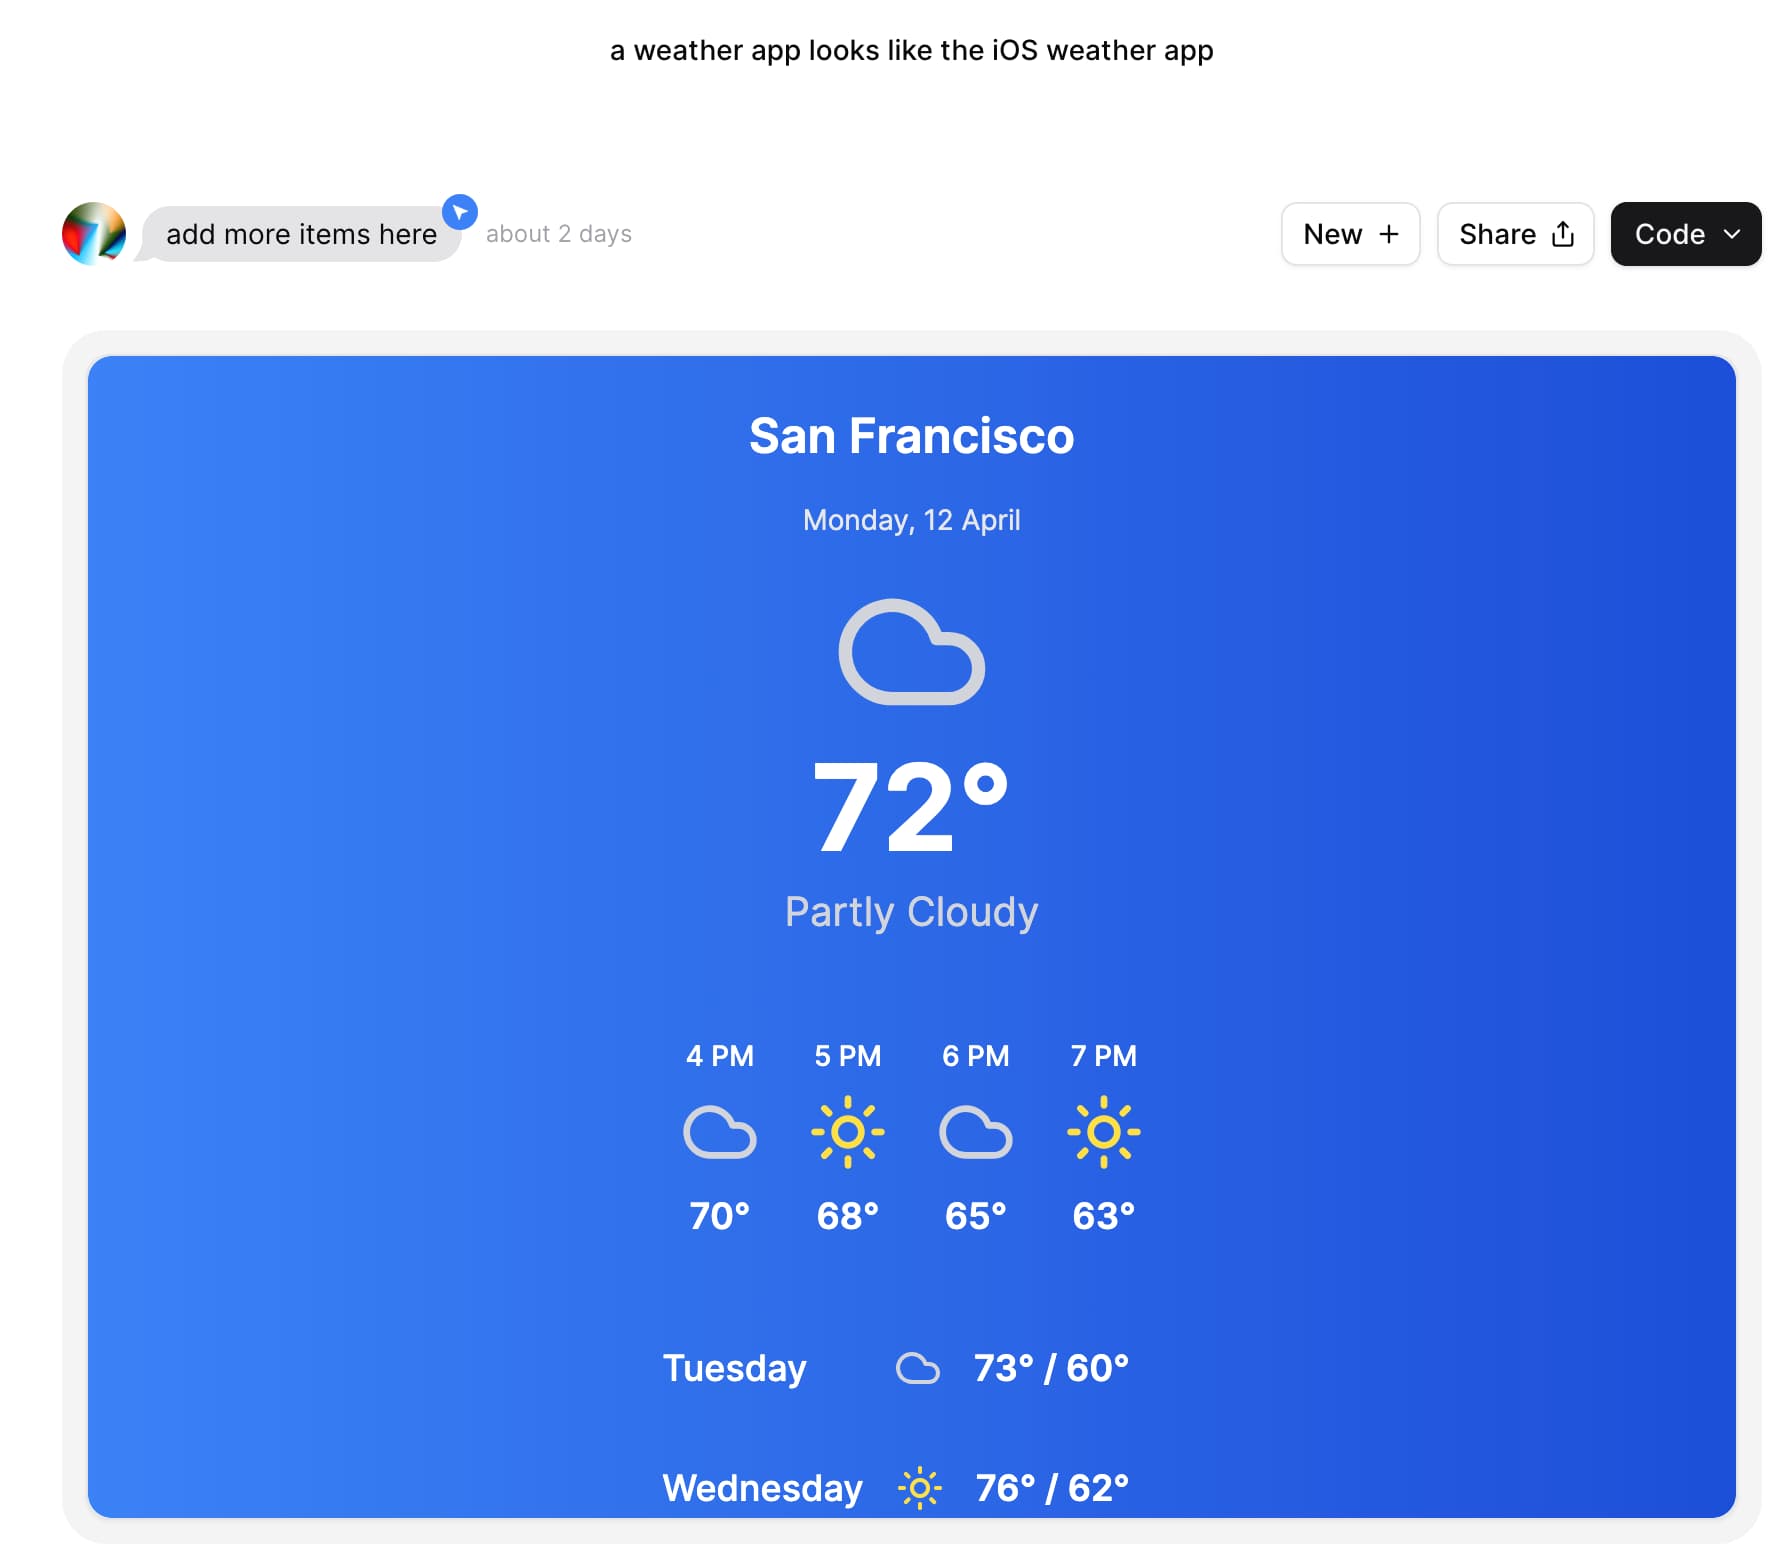 a weather app looks like the iOS weather app
add more items here about 2 days New + Share Code
San Francisco
Monday, 12 April
72°
Partly Cloudy
4 PM 5 PM 6 PM 7 PM
70° 68° 65° 63°
Tuesday 73° / 60°
Wednesday 76° / 62°